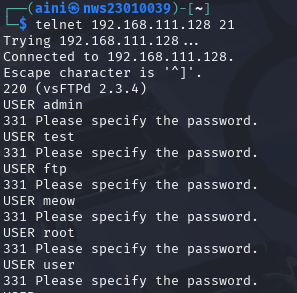 ┌──(aini㉿nws23010039)-[~]
└─$ telnet 192.168.111.128 21
Trying 192.168.111.128...
Connected to 192.168.111.128.
Escape character is '^]'.
220 (vsFTPd 2.3.4)
USER admin
331 Please specify the password.
USER test
331 Please specify the password.
USER ftp
331 Please specify the password.
USER meow
331 Please specify the password.
USER root
331 Please specify the password.
USER user
331 Please specify the password.